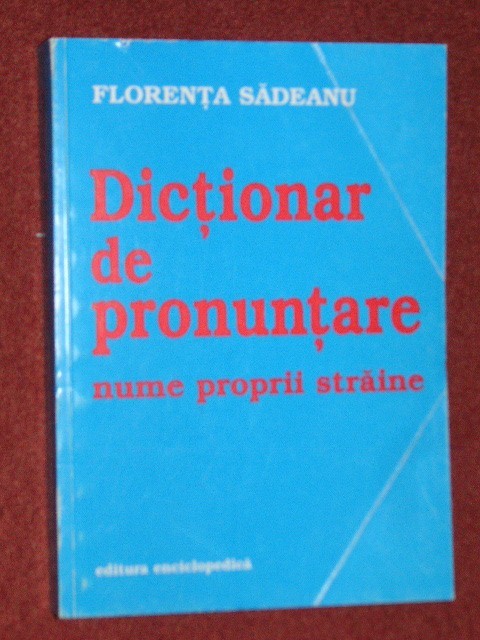 FLORENȚA SĂDEANU
Dicționar
de
pronunțare
nume proprii străine
editura enciclopedică